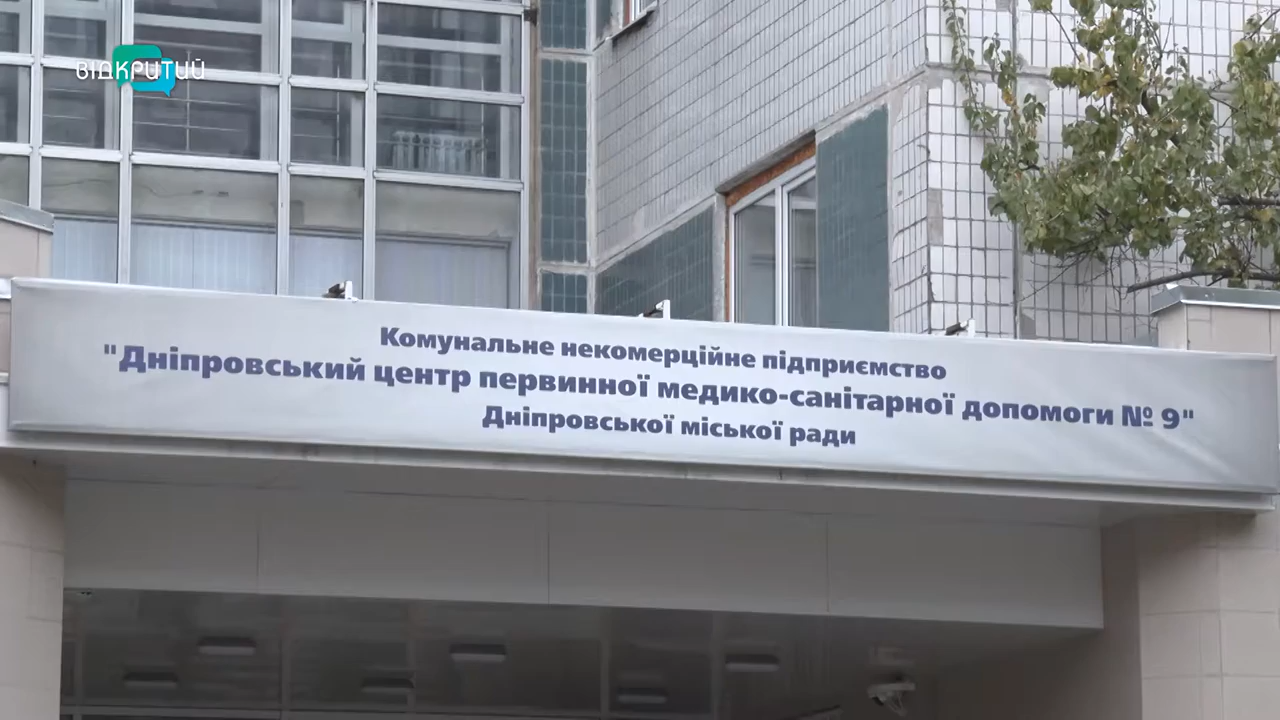 ВІДКРИТИЙ
Комунальне некомерційне підприємство
"Дніпровський центр первинної медико-санітарної допомоги № 9"
Дніпровської міської ради